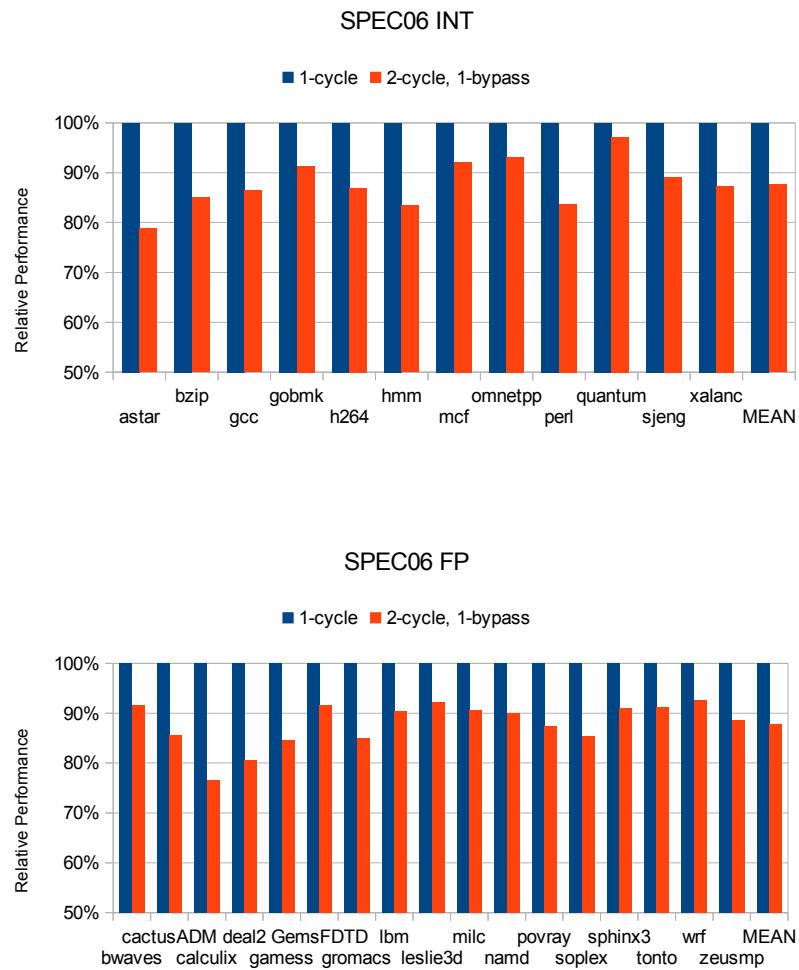 SPEC06 INT
1-cycle 2-cycle, 1-bypass
100%
90%
80%
70%
60%
50%
Relative Performance
bzip gobmk hmm omnetpp quantum xalanc
astar gcc h264 mcf perl sjeng MEAN
SPEC06 FP
1-cycle 2-cycle, 1-bypass
100%
90%
80%
70%
60%
50%
Relative Performance
cactusADM deal2 GemsFDTD lbm milc povray sphinx3 wrf MEAN
bwaves calculix gamess gromacs leslie3d namd soplex tonto zeusmp